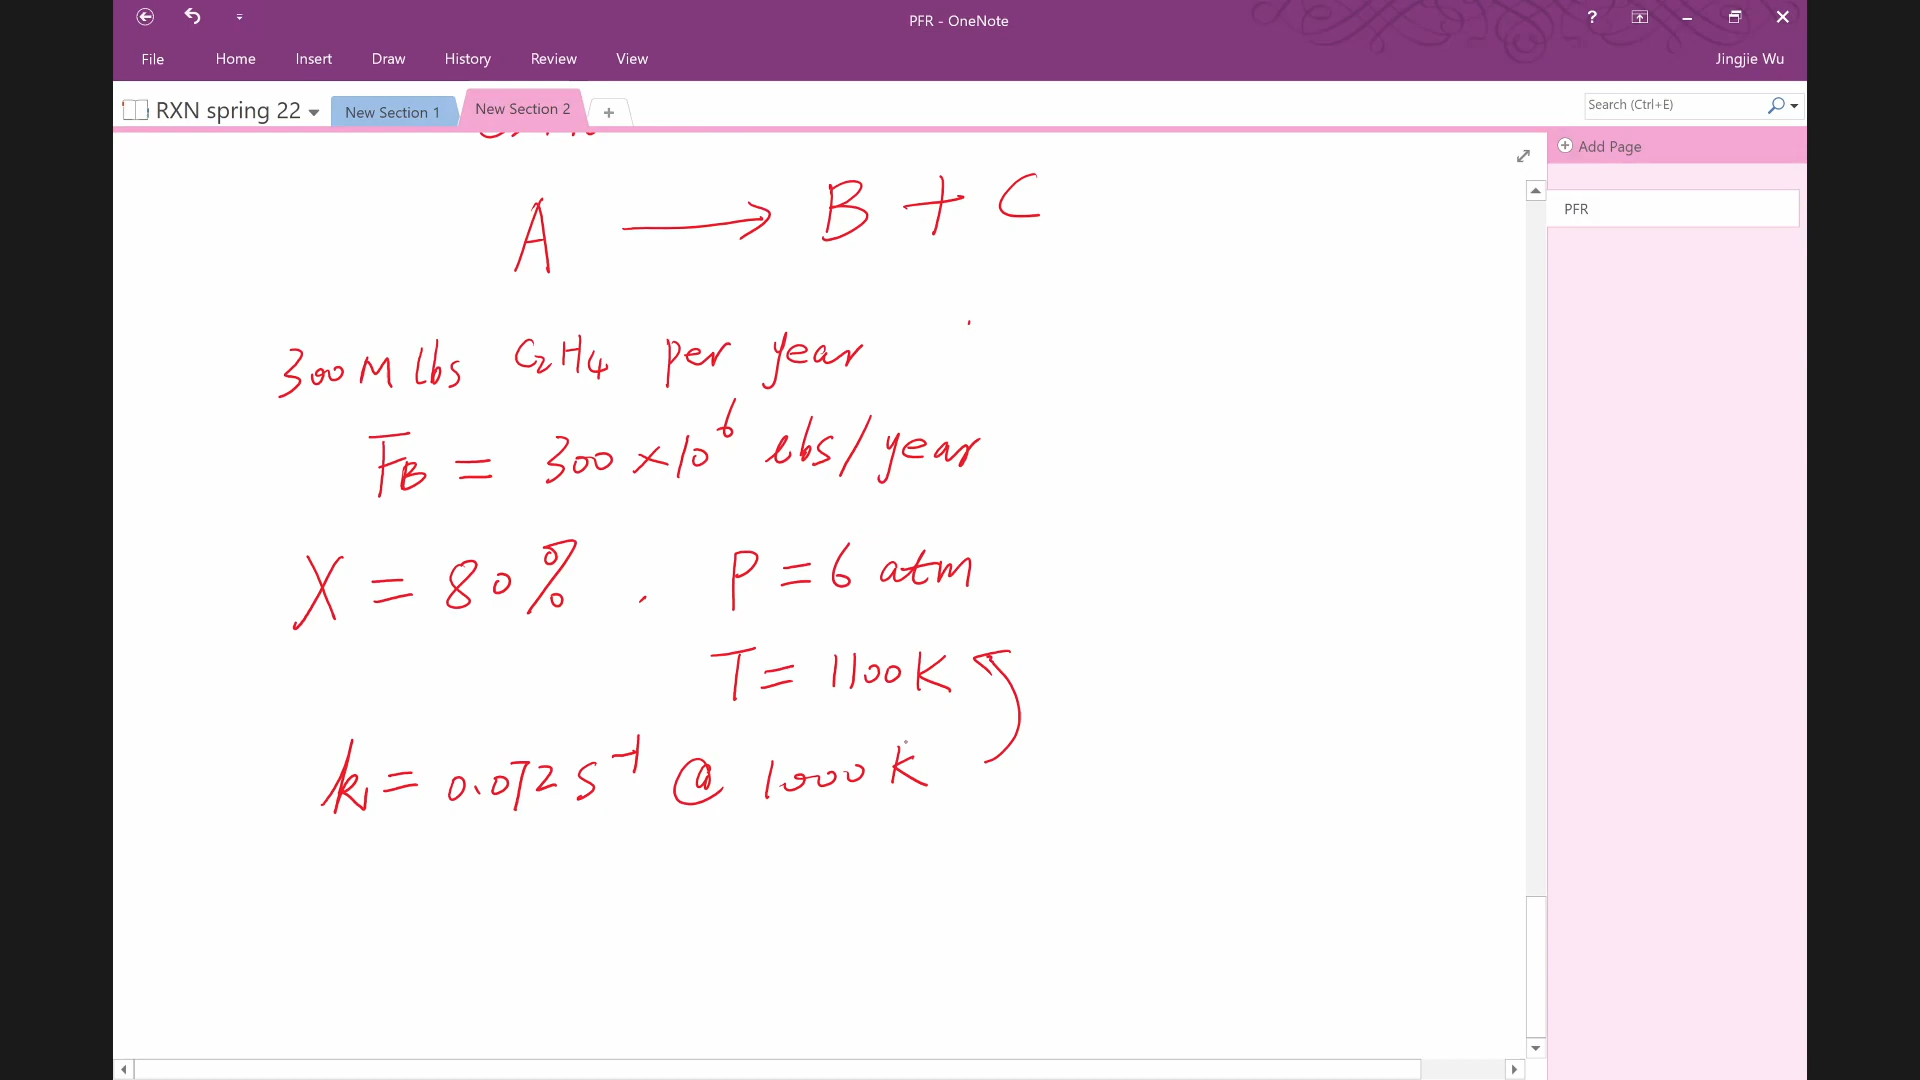 PFR - OneNote
?
File Home Insert Draw History Review View
Jingjie Wu
RXN spring 22 New Section 1 New Section 2 +
Search (Ctrl+E)
Add Page
PFR
A → B + C
300 M lbs C2H4 per year
FB = 300 × 10^6 lbs/year
X = 80% . P = 6 atm
T = 1100 K
k1 = 0.072 s^-1 @ 1000 K